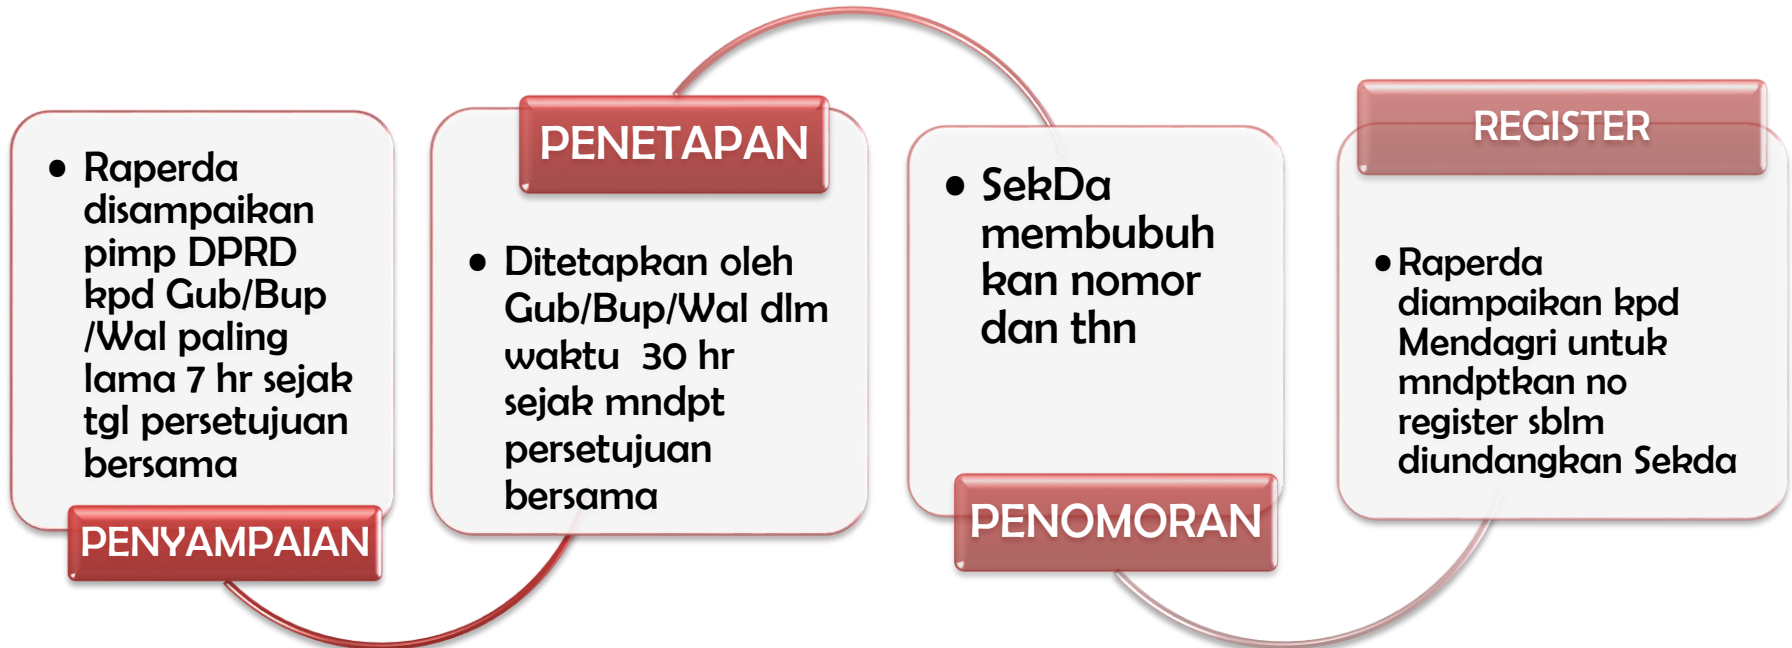 • Raperda
disampaikan
pimp DPRD
kpd Gub/Bup
/Wal paling
lama 7 hr sejak
tgl persetujuan
bersama
PENYAMPAIAN
PENETAPAN
• Ditetapkan oleh
Gub/Bup/Wal dlm
waktu 30 hr
sejak mndpt
persetujuan
bersama
• SekDa
membubuh
kan nomor
dan thn
PENOMORAN
REGISTER
• Raperda
diampaikan kpd
Mendagri untuk
mndptkan no
register sblm
diundangkan Sekda